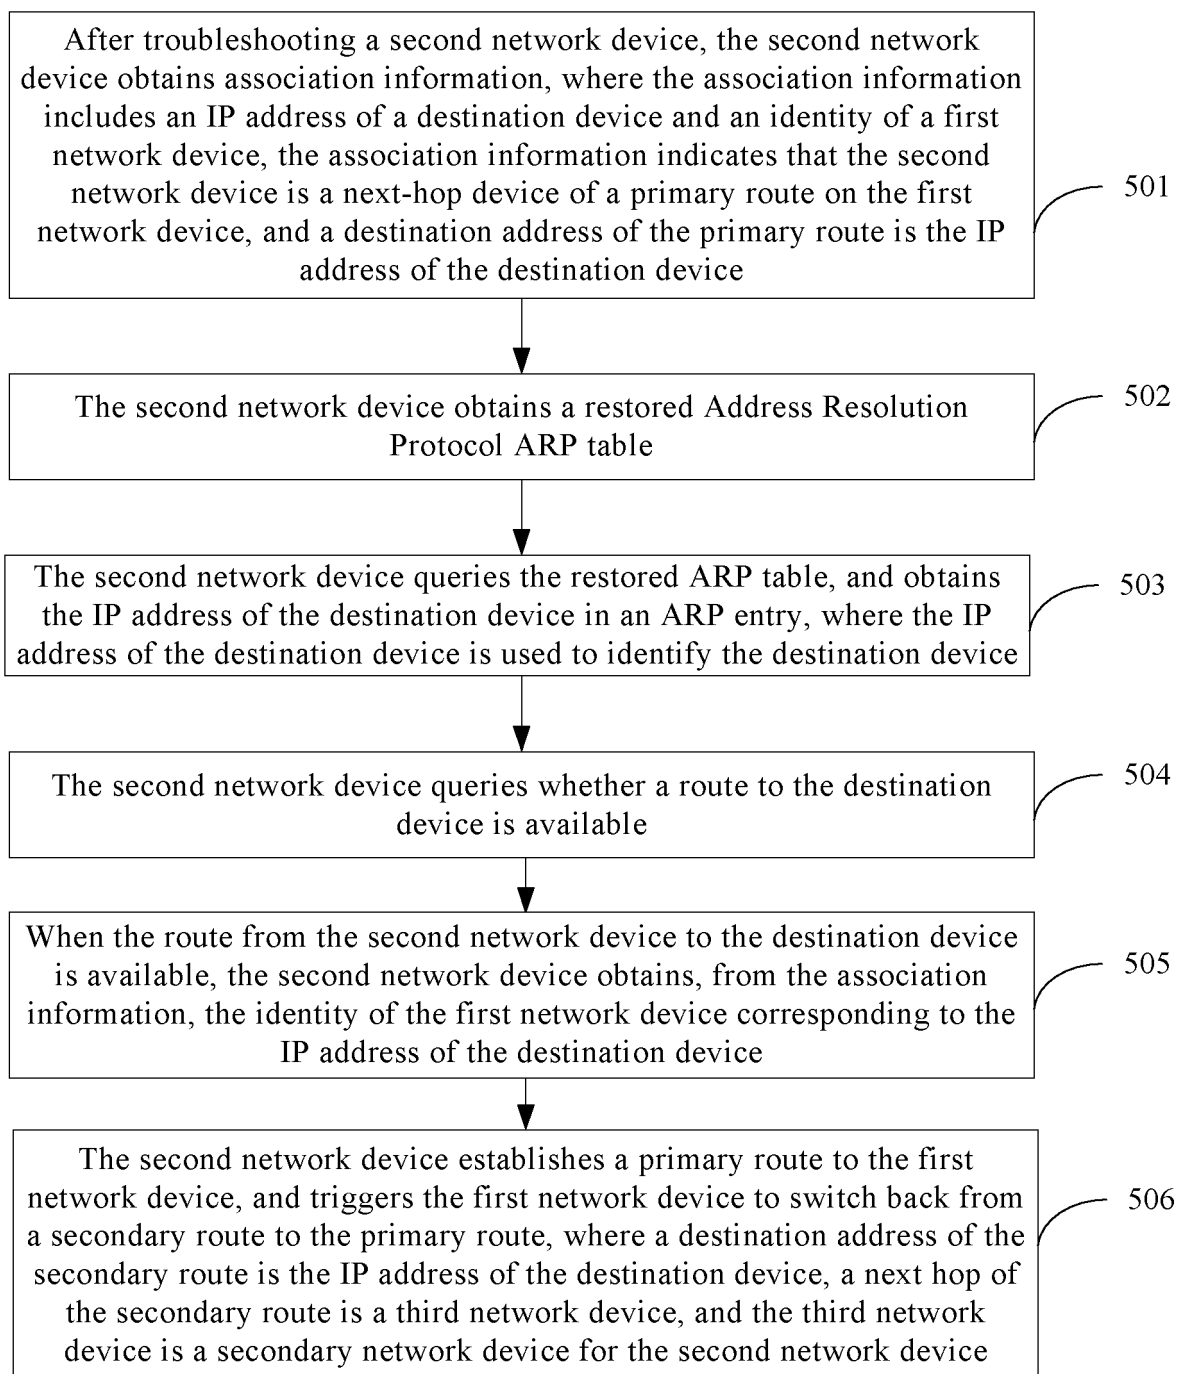 After troubleshooting a second network device, the second network
device obtains association information, where the association information
includes an IP address of a destination device and an identity of a first
network device, the association information indicates that the second
network device is a next-hop device of a primary route on the first
network device, and a destination address of the primary route is the IP
address of the destination device
501
The second network device obtains a restored Address Resolution
Protocol ARP table
502
The second network device queries the restored ARP table, and obtains
the IP address of the destination device in an ARP entry, where the IP
address of the destination device is used to identify the destination device
503
The second network device queries whether a route to the destination
device is available
504
When the route from the second network device to the destination device
is available, the second network device obtains, from the association
information, the identity of the first network device corresponding to the
IP address of the destination device
505
The second network device establishes a primary route to the first
network device, and triggers the first network device to switch back from
a secondary route to the primary route, where a destination address of the
secondary route is the IP address of the destination device, a next hop of
the secondary route is a third network device, and the third network
device is a secondary network device for the second network device
506